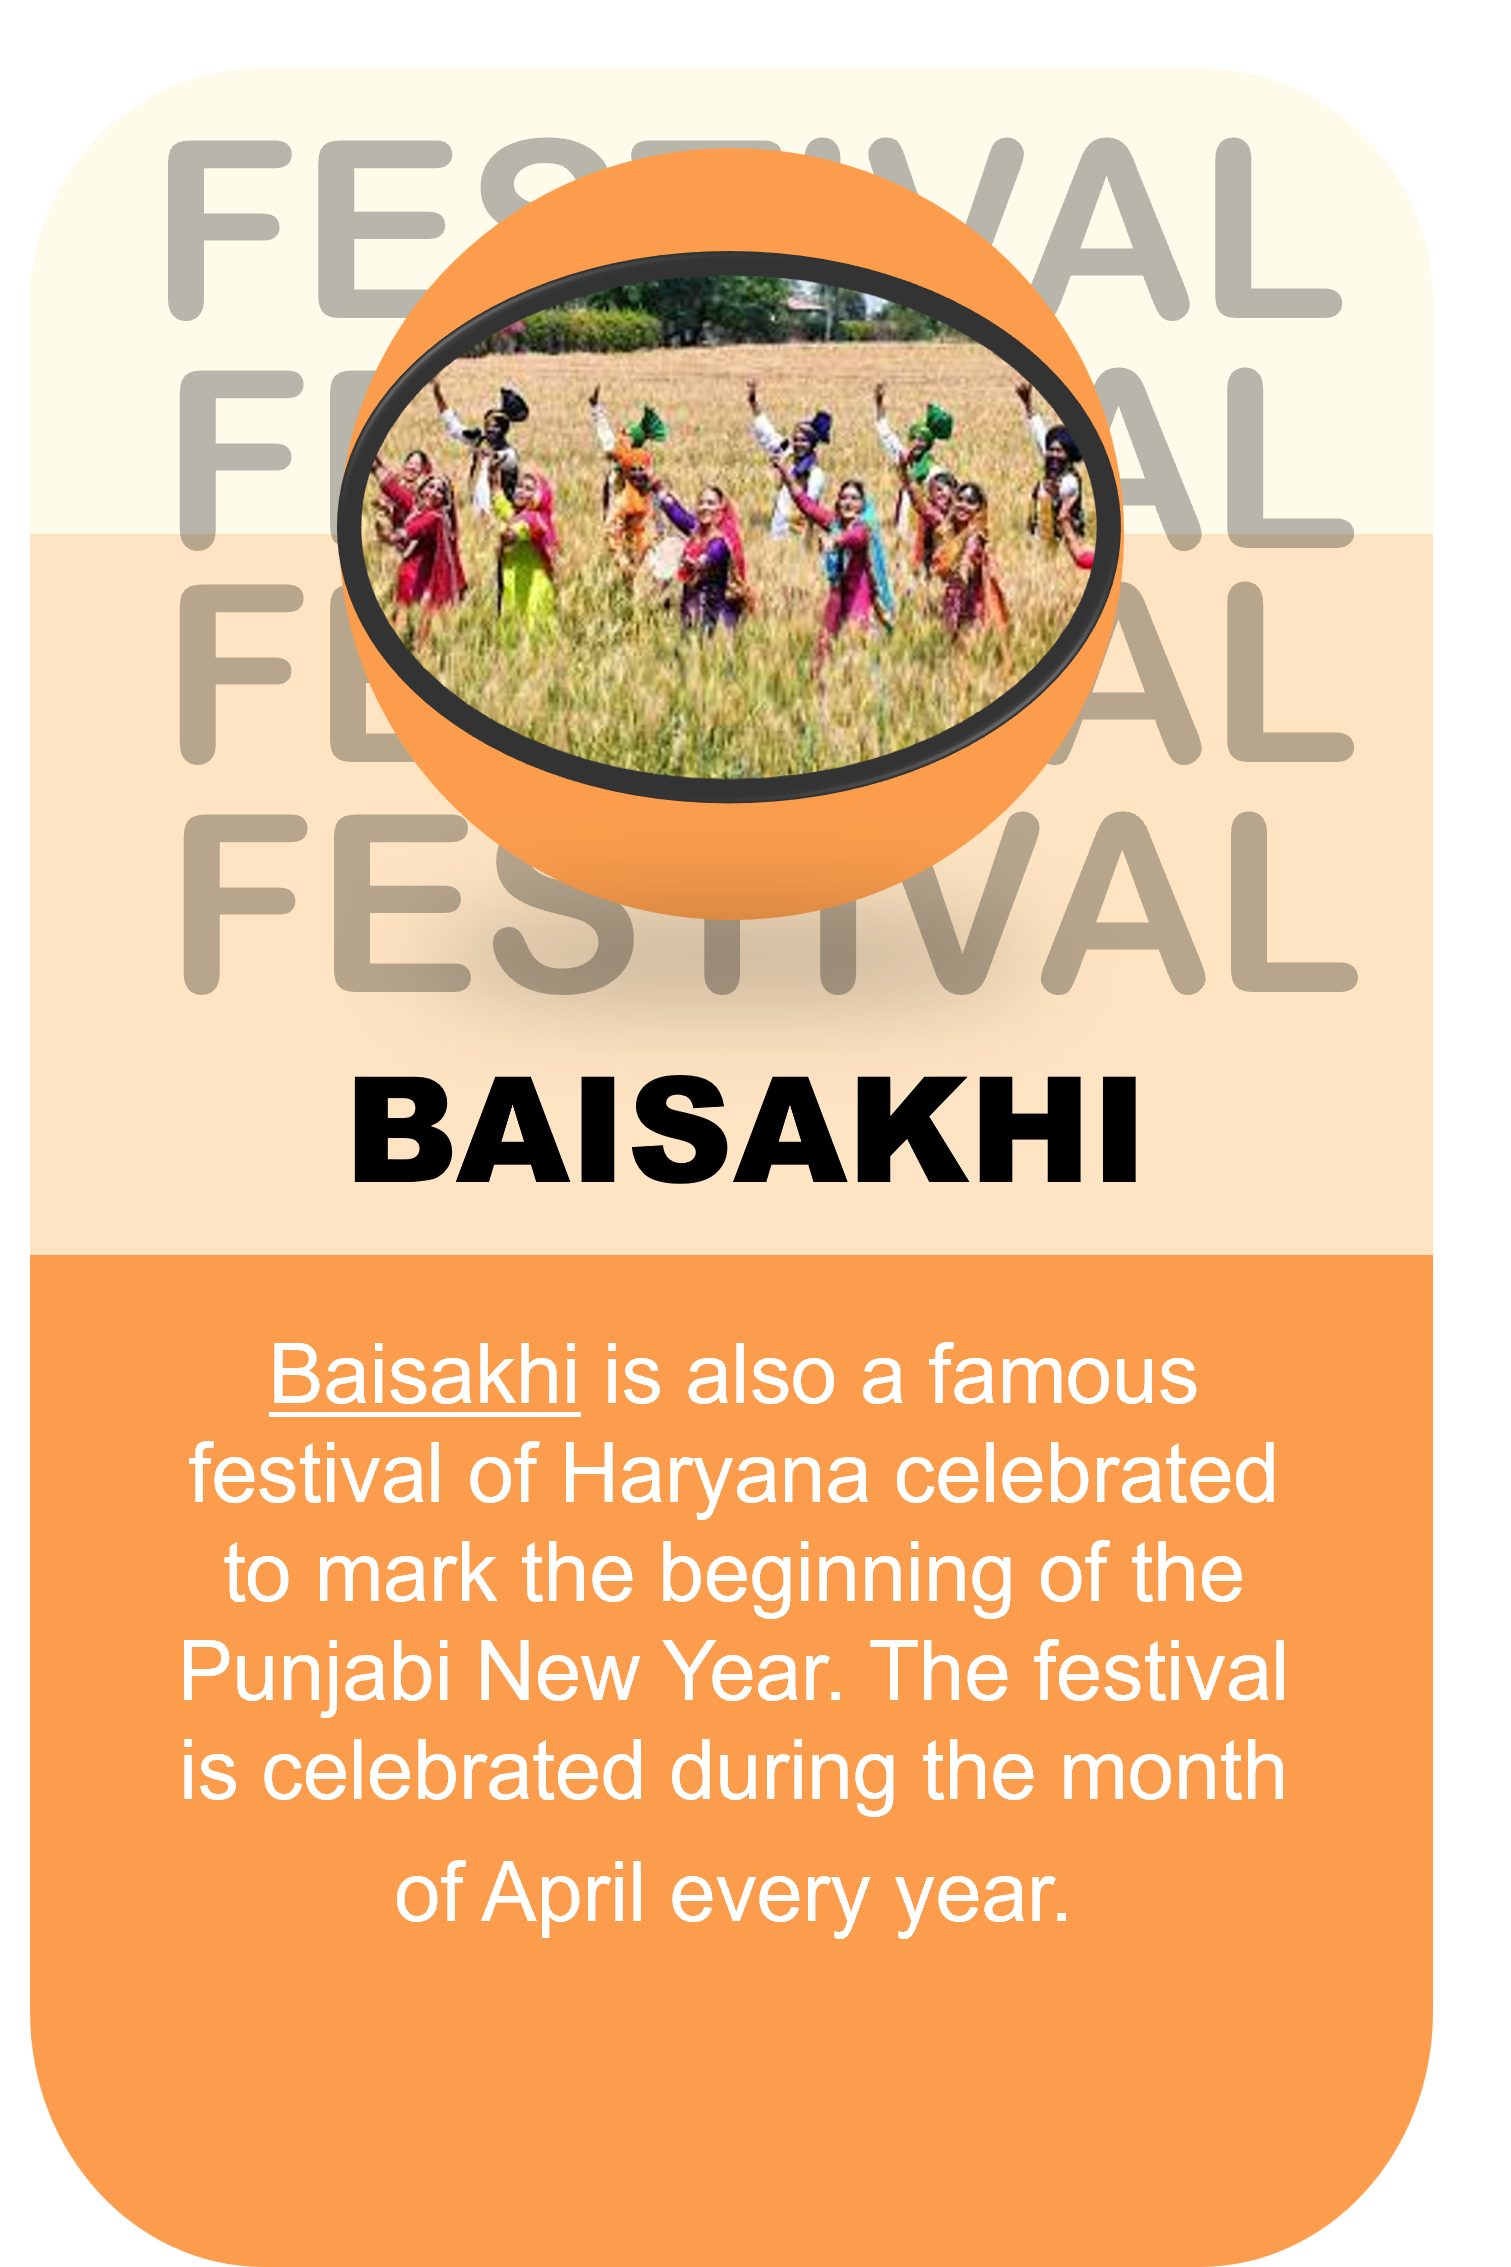 FESTIVAL
FESTIVAL
FESTIVAL
FESTIVAL
BAISAKHI
Baisakhi is also a famous
festival of Haryana celebrated
to mark the beginning of the
Punjabi New Year. The festival
is celebrated during the month
of April every year.